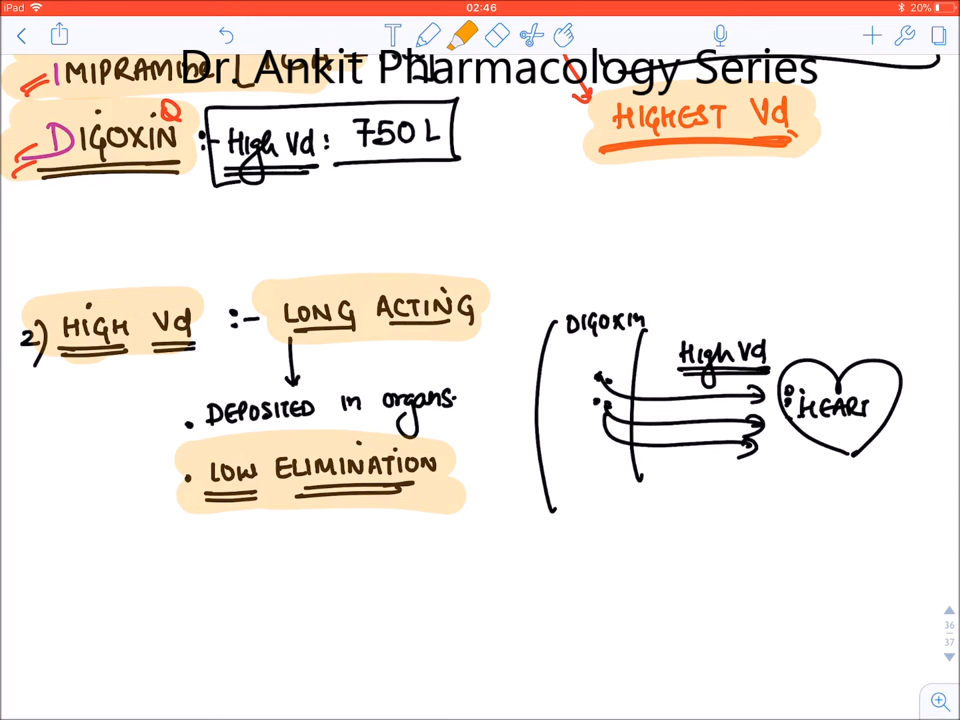 iPad 02:46 20%
T
IMIPRAMINE
Dr. Ankit Pharmacology Series
DIGOXIN Q :- High Vd : 750 L
HIGHEST Vd
2) HIGH Vd :- LONG ACTING
. DEPOSITED in organs.
. LOW ELIMINATION
DIGOXIN
High Vd
HEART
36
37